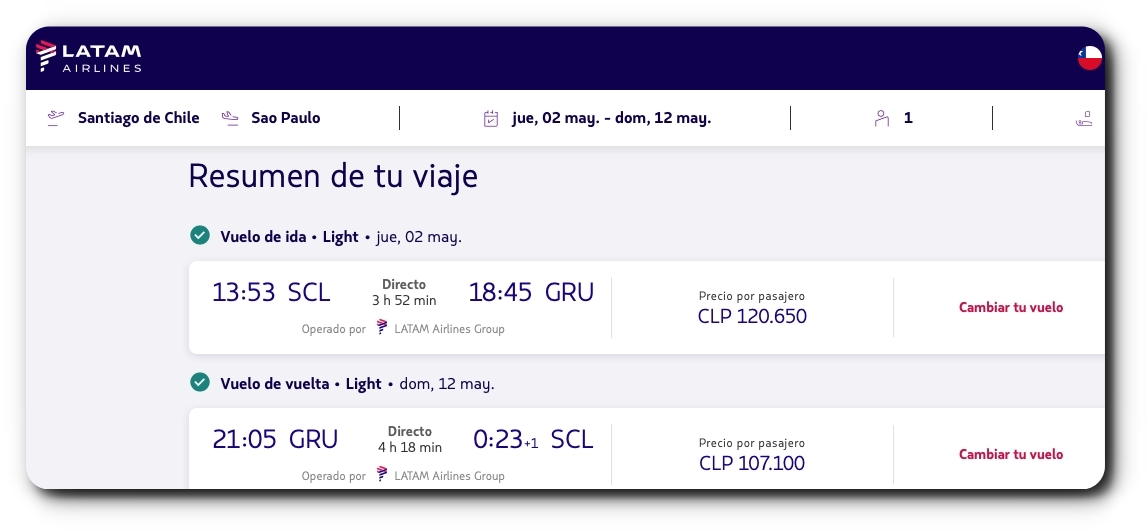 LATAM
AIRLINES
Santiago de Chile Sao Paulo jue, 02 may. - dom, 12 may. 1
Resumen de tu viaje
Vuelo de ida • Light • jue, 02 may.
13:53 SCL Directo 3 h 52 min 18:45 GRU
Operado por LATAM Airlines Group
Precio por pasajero
CLP 120.650
Cambiar tu vuelo
Vuelo de vuelta • Light • dom, 12 may.
21:05 GRU Directo 4 h 18 min 0:23+1 SCL
Operado por LATAM Airlines Group
Precio por pasajero
CLP 107.100
Cambiar tu vuelo